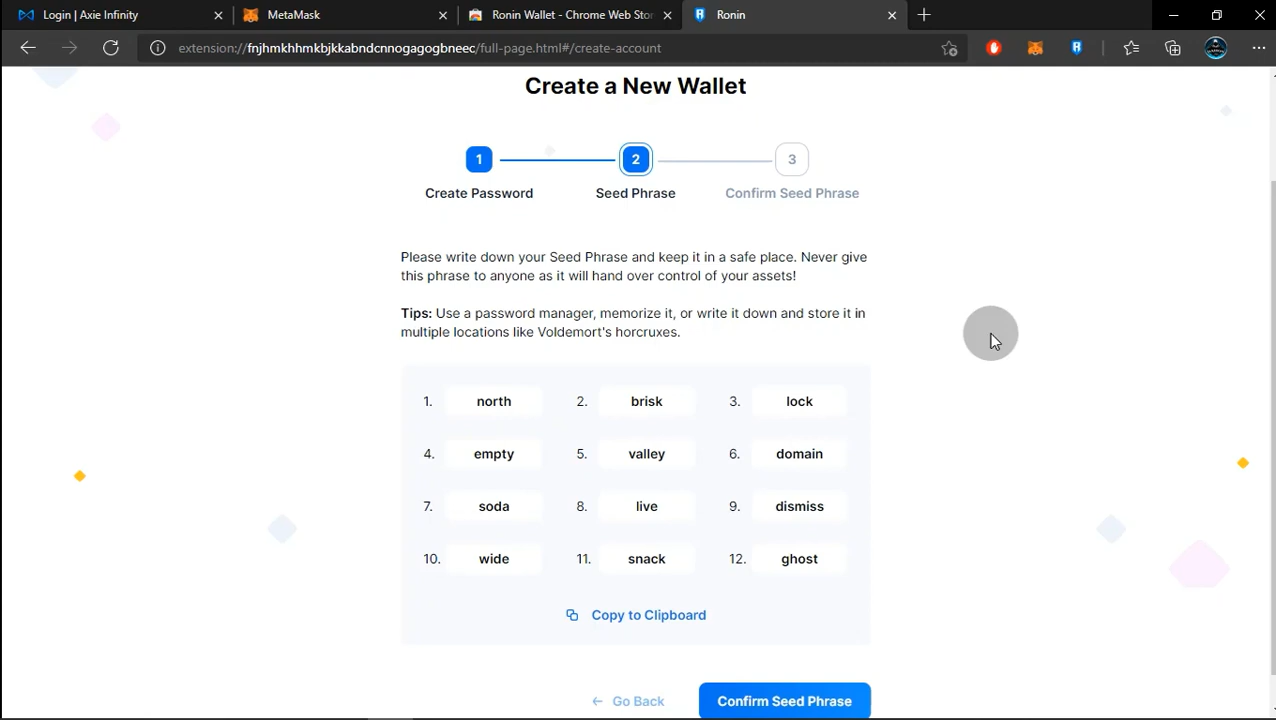 Login | Axie Infinity
MetaMask
Ronin Wallet - Chrome Web Sto
Ronin
extension://fnjhmkhhmkbjkkabndcnnogagogbneec/full-page.html#/create-account
Create a New Wallet
1 2 3
Create Password Seed Phrase Confirm Seed Phrase
Please write down your Seed Phrase and keep it in a safe place. Never give
this phrase to anyone as it will hand over control of your assets!
Tips: Use a password manager, memorize it, or write it down and store it in
multiple locations like Voldemort's horcruxes.
1. north 2. brisk 3. lock
4. empty 5. valley 6. domain
7. soda 8. live 9. dismiss
10. wide 11. snack 12. ghost
Copy to Clipboard
Go Back Confirm Seed Phrase